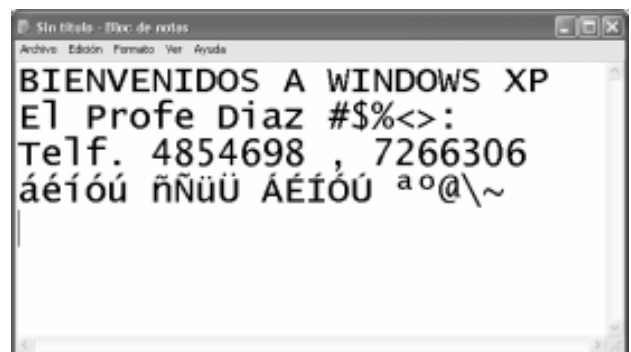 Sin título - Bloc de notas
Archivo Edición Formato Ver Ayuda
BIENVENIDOS A WINDOWS XP
El Profe Diaz #$%<>:
Telf. 4854698 , 7266306
áéíóú ñÑüÜ ÁÉÍÓÚ ªº@\~